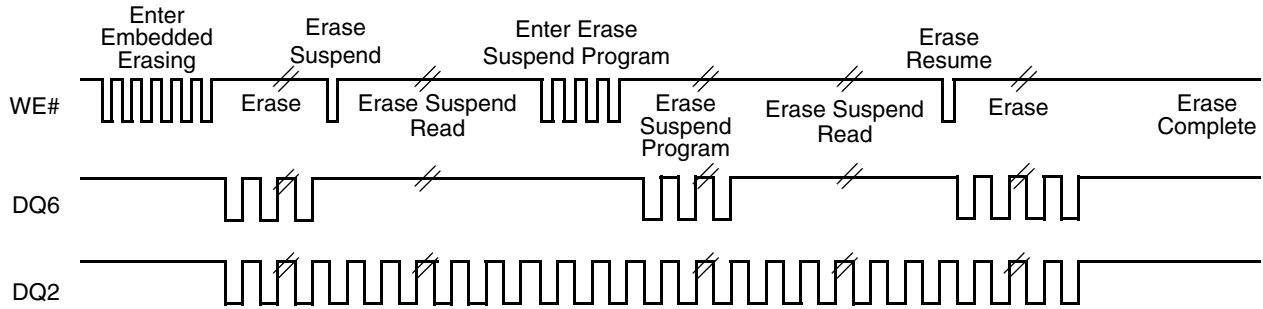 Enter
Embedded
Erasing
Erase
Suspend
Enter Erase
Suspend Program
Erase
Resume
WE#
Erase
Erase Suspend
Read
Erase
Suspend
Program
Erase Suspend
Read
Erase
Erase
Complete
DQ6
DQ2